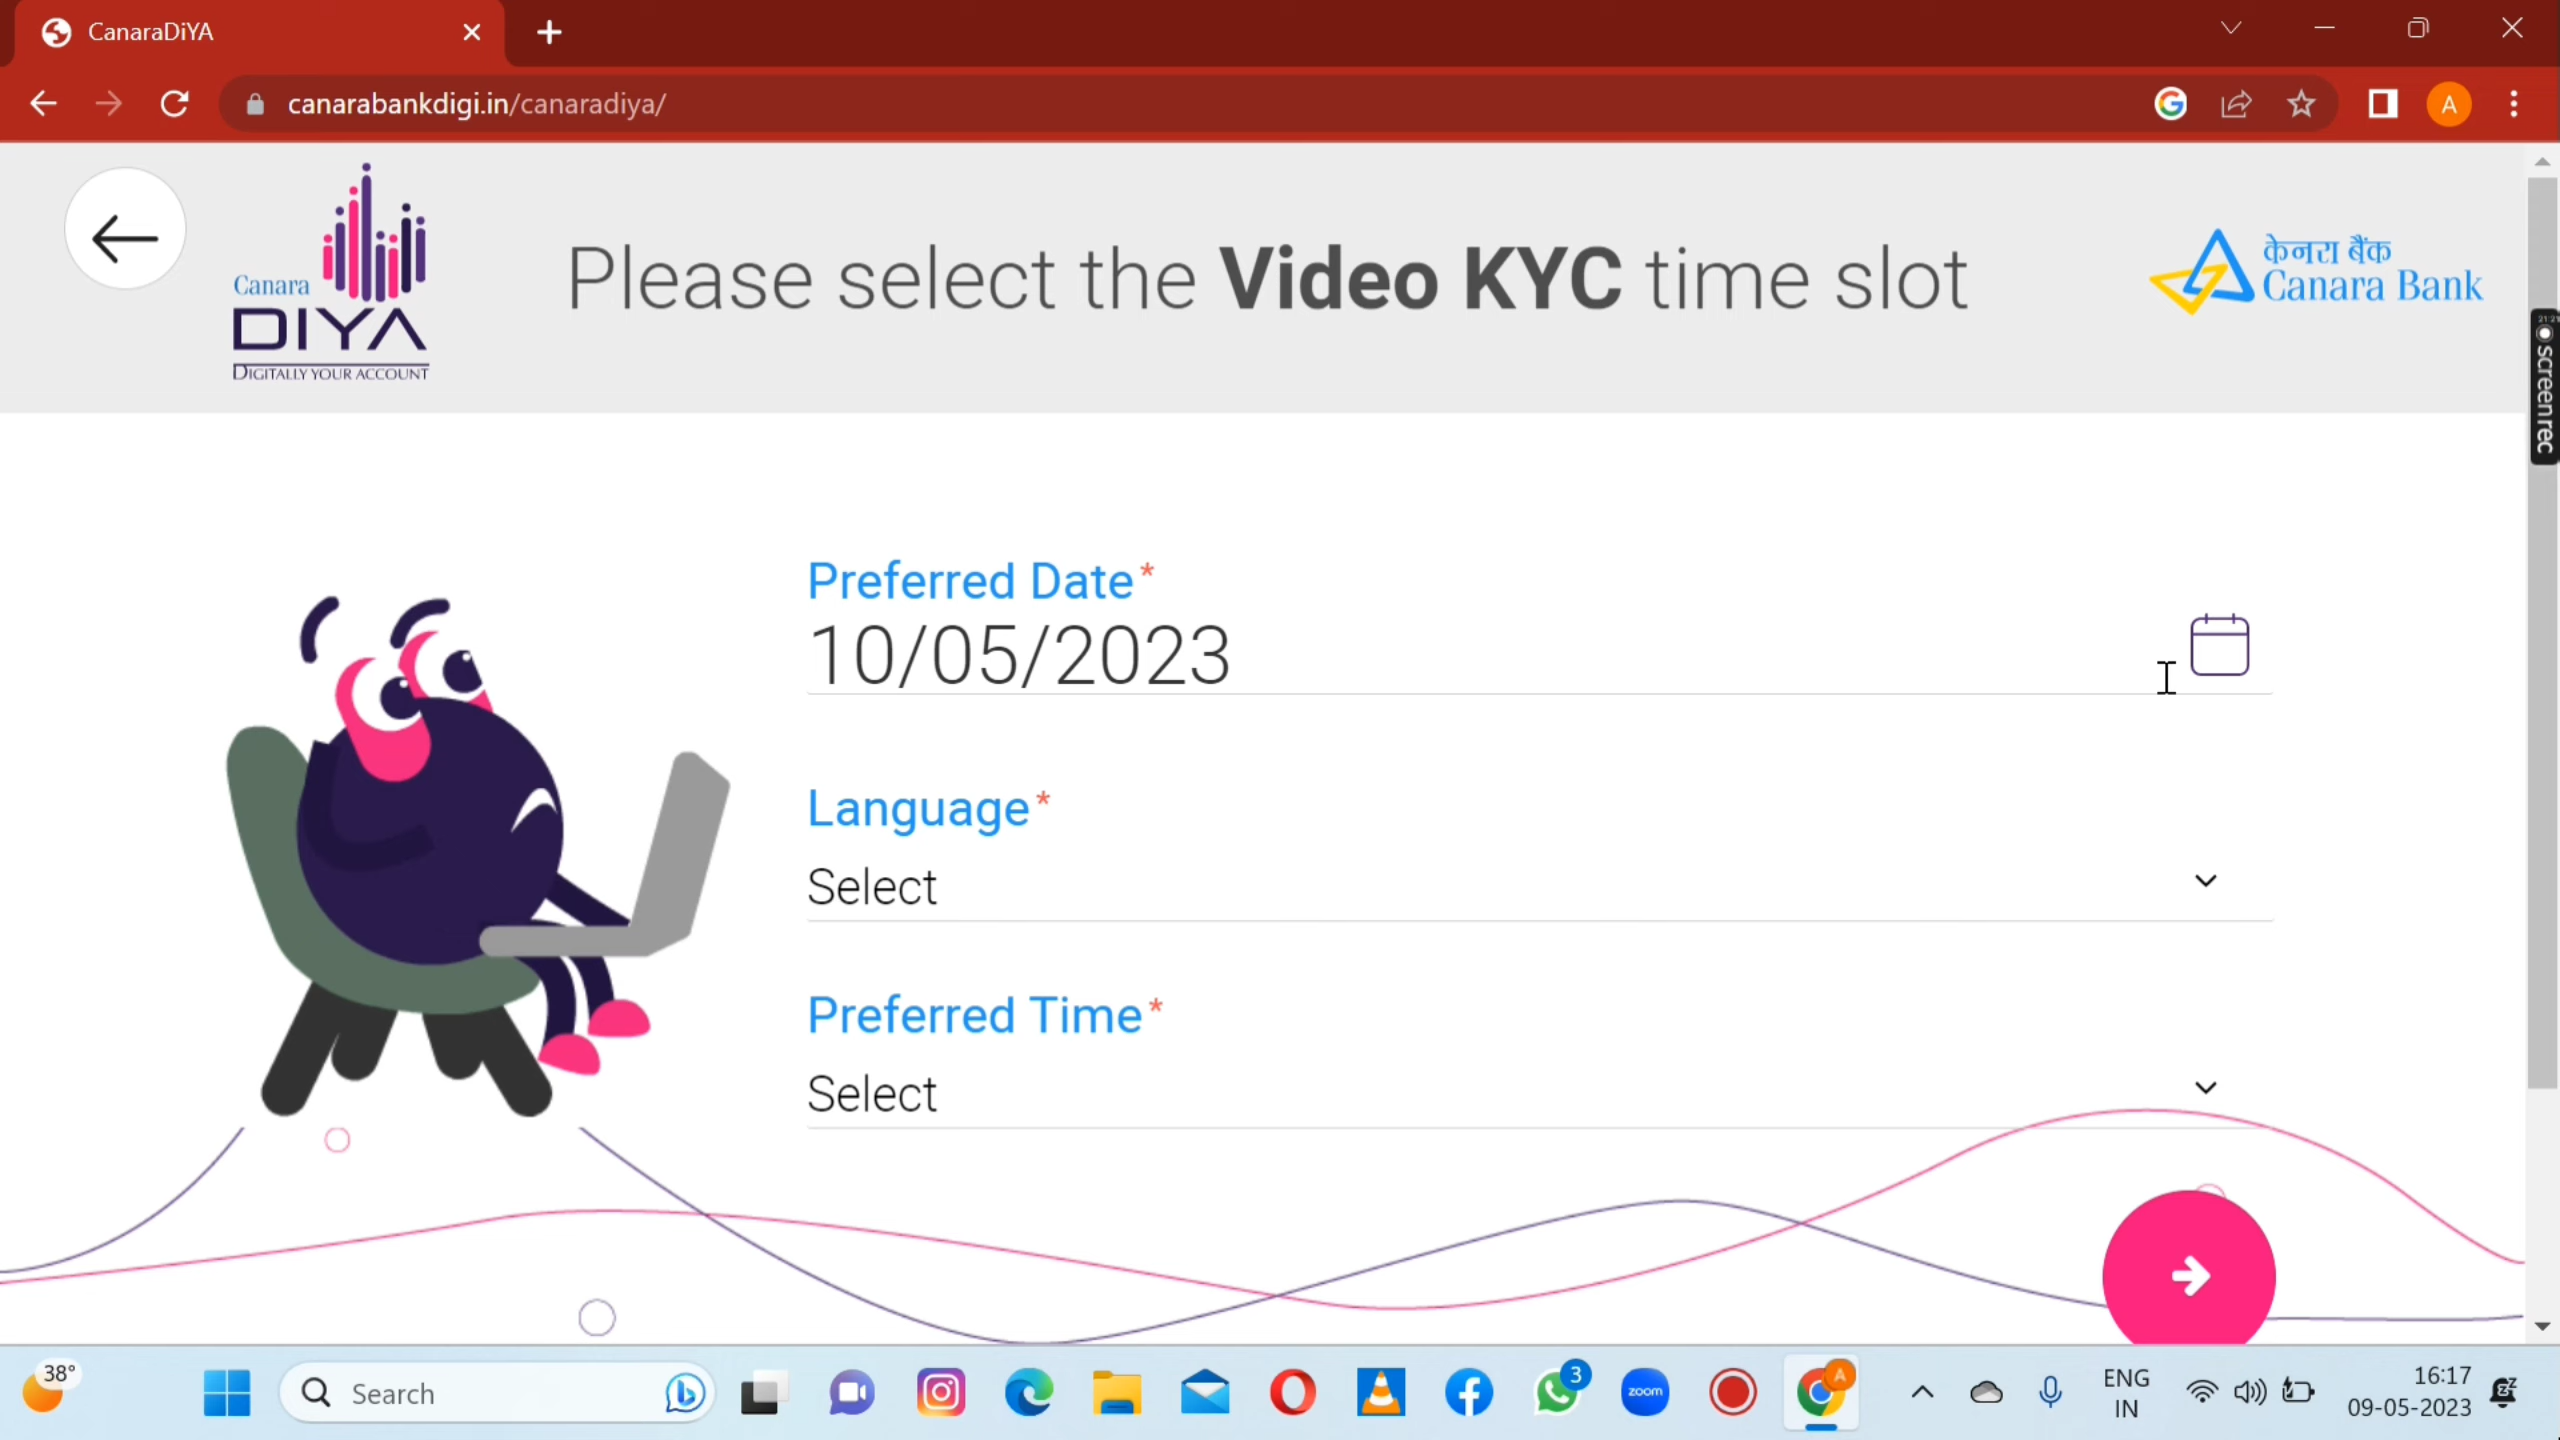 CanaraDiYA
canarabankdigi.in/canaradiya/
A
Canara
DIYA
DIGITALLY YOUR ACCOUNT
Please select the Video KYC time slot
केनरा बैंक
Canara Bank
21:21
screenrec
Preferred Date*
10/05/2023
Language*
Select
Preferred Time*
Select
38°
Search
3
zoom
A
ENG
IN
16:17
09-05-2023